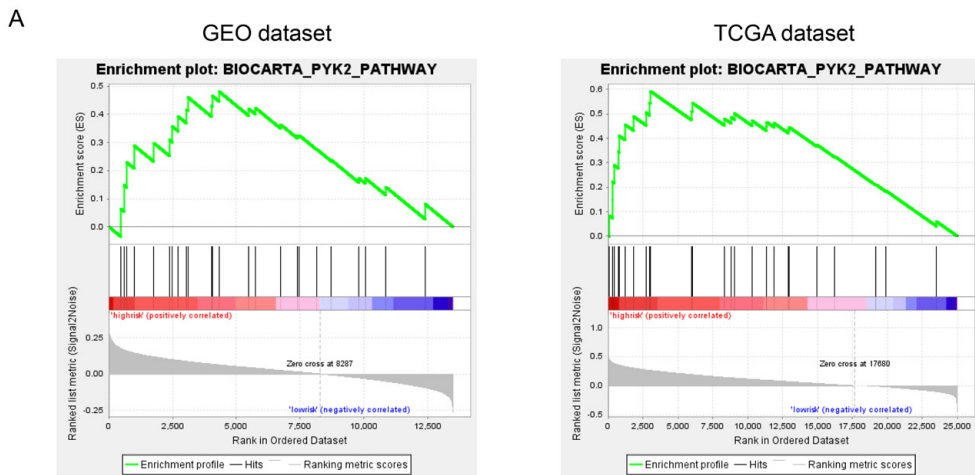 A
GEO dataset
Enrichment plot: BIOCARTA_PYK2_PATHWAY
Enrichment score (ES)
0.5
0.4
0.3
0.2
0.1
0.0
'highrisk' (positively correlated)
Ranked list metric (Signal2Noise)
0.25
0.00
-0.25
Zero cross at 8287
'lowrisk' (negatively correlated)
0 2,500 5,000 7,500 10,000 12,500
Rank in Ordered Dataset
Enrichment profile Hits Ranking metric scores
TCGA dataset
Enrichment plot: BIOCARTA_PYK2_PATHWAY
Enrichment score (ES)
0.6
0.5
0.4
0.3
0.2
0.1
0.0
'highrisk' (positively correlated)
Ranked list metric (Signal2Noise)
1.0
0.5
0.0
-0.5
Zero cross at 17680
'lowrisk' (negatively correlated)
0 2,500 5,000 7,500 10,000 12,500 15,000 17,500 20,000 22,500 25,000
Rank in Ordered Dataset
Enrichment profile Hits Ranking metric scores